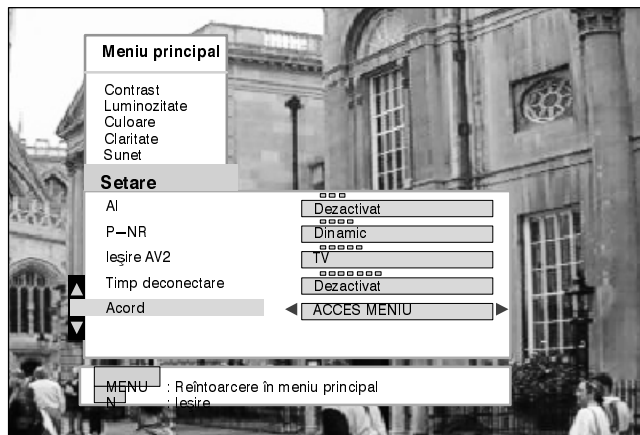 Meniu principal
Contrast
Luminozitate
Culoare
Claritate
Sunet
Setare
AI Dezactivat
P–NR Dinamic
Ieşire AV2 TV
Timp deconectare Dezactivat
Acord ACCES MENIU
MENU : Reîntoarcere în meniu principal
N : Iesire